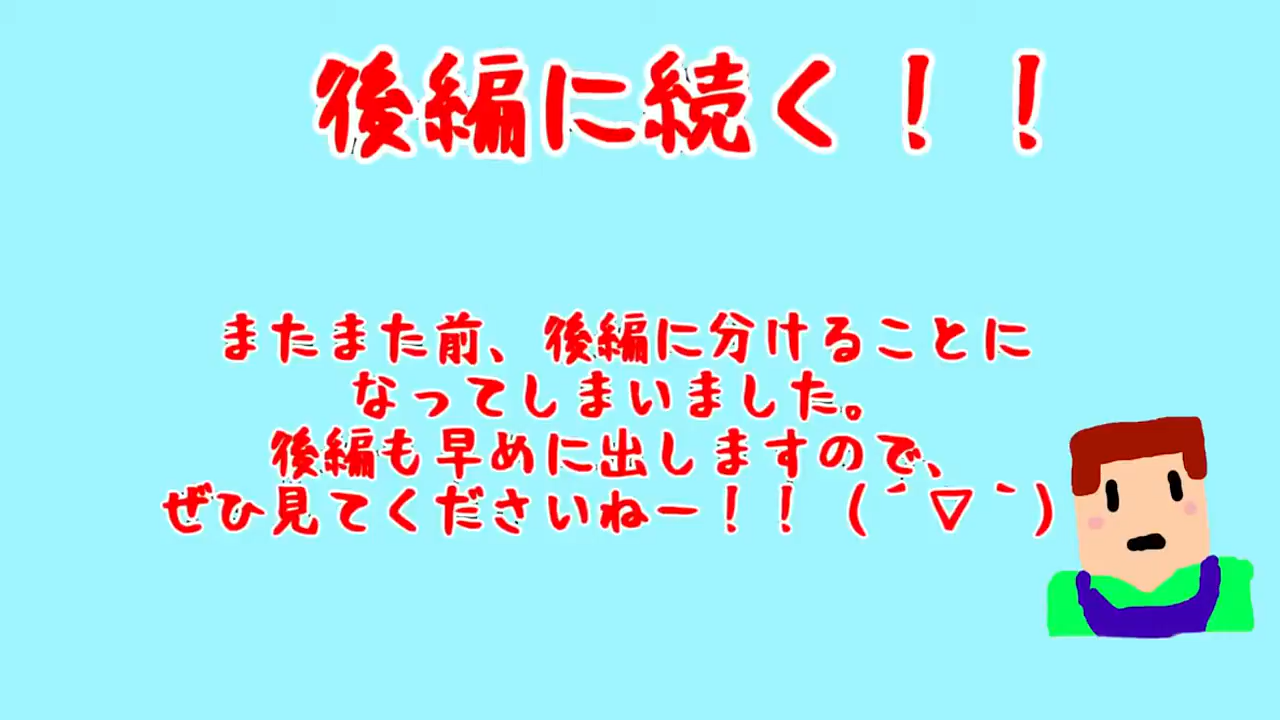 後編に続く！！
またまた前、後編に分けることに
なってしまいました。
後編も早めに出しますので、
ぜひ見てくださいねー！！（´▽｀）